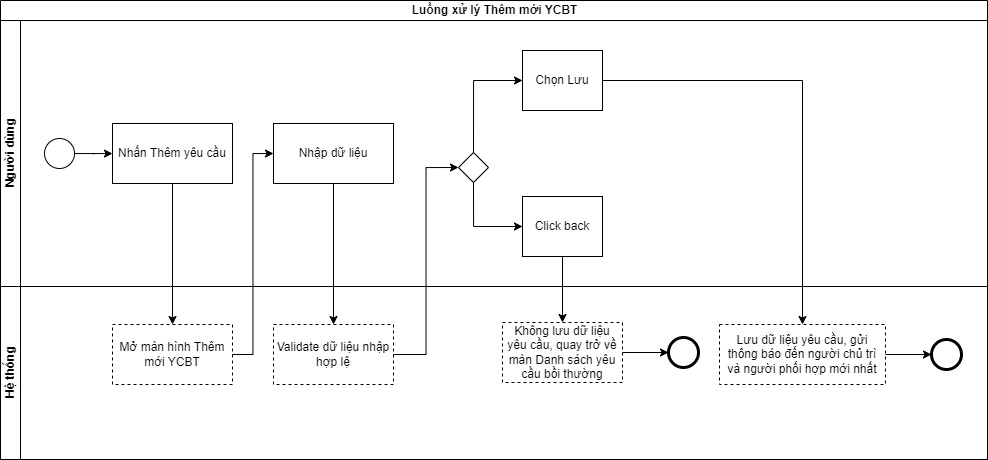 Luồng xử lý Thêm mới YCBT
Người dùng
Nhấn Thêm yêu cầu
Nhập dữ liệu
Chọn Lưu
Click back
Hệ thống
Mở màn hình Thêm
mới YCBT
Validate dữ liệu nhập
hợp lệ
Không lưu dữ liệu
yêu cầu, quay trở về
màn Danh sách yêu
cầu bồi thường
Lưu dữ liệu yêu cầu, gửi
thông báo đến người chủ trì
và người phối hợp mới nhất